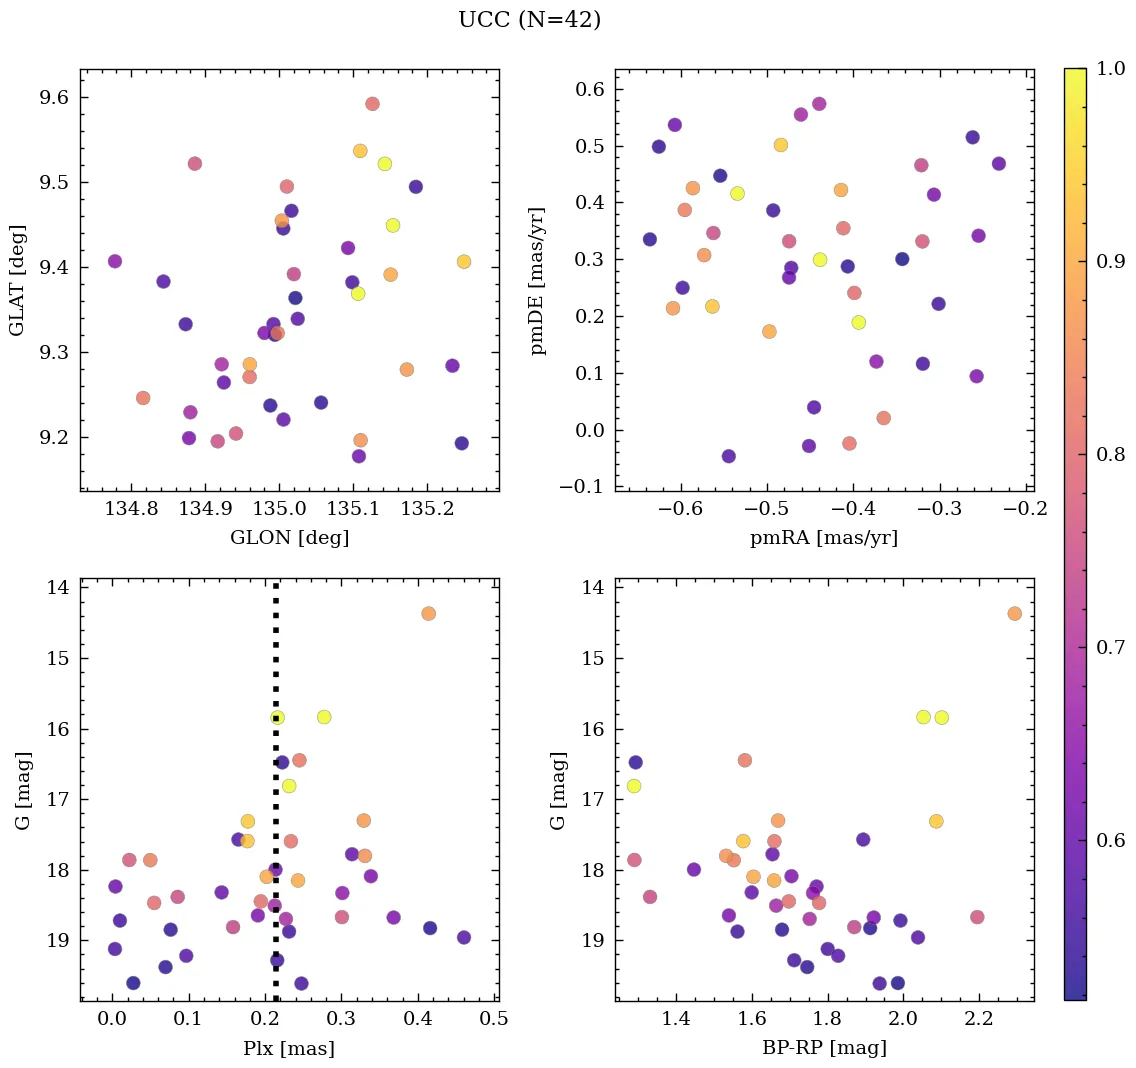 UCC (N=42)
9.6
9.5
9.4
9.3
9.2
GLAT [deg]
134.8 134.9 135.0 135.1 135.2
GLON [deg]
0.6
0.5
0.4
0.3
0.2
0.1
0.0
−0.1
pmDE [mas/yr]
−0.6 −0.5 −0.4 −0.3 −0.2
pmRA [mas/yr]
14
15
16
17
18
19
G [mag]
0.0 0.1 0.2 0.3 0.4 0.5
Plx [mas]
14
15
16
17
18
19
G [mag]
1.4 1.6 1.8 2.0 2.2
BP-RP [mag]
1.0
0.9
0.8
0.7
0.6